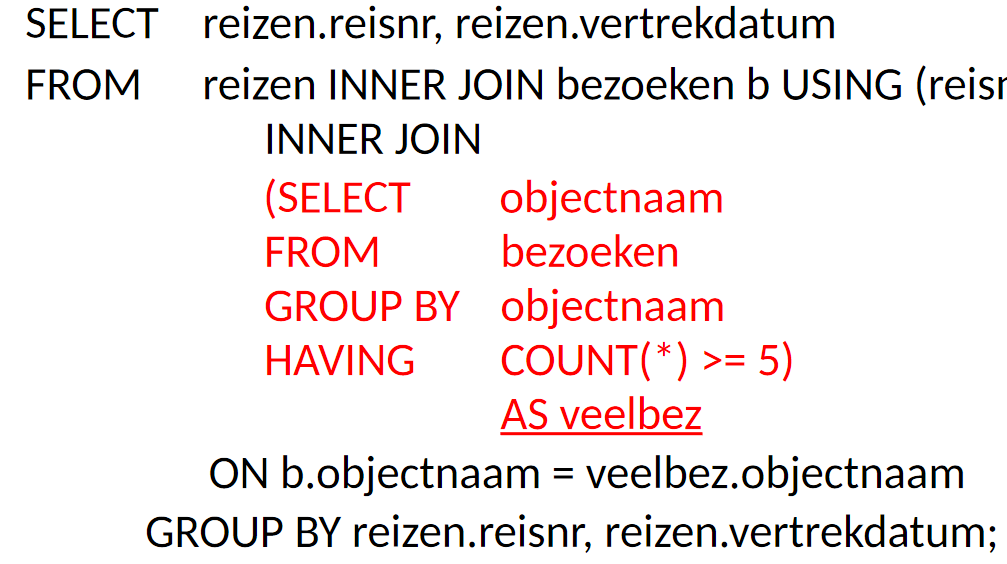 SELECT reizen.reisnr, reizen.vertrekdatum
FROM reizen INNER JOIN bezoeken b USING (reisn
INNER JOIN
(SELECT objectnaam
FROM bezoeken
GROUP BY objectnaam
HAVING COUNT(*) >= 5)
AS veelbez
ON b.objectnaam = veelbez.objectnaam
GROUP BY reizen.reisnr, reizen.vertrekdatum;